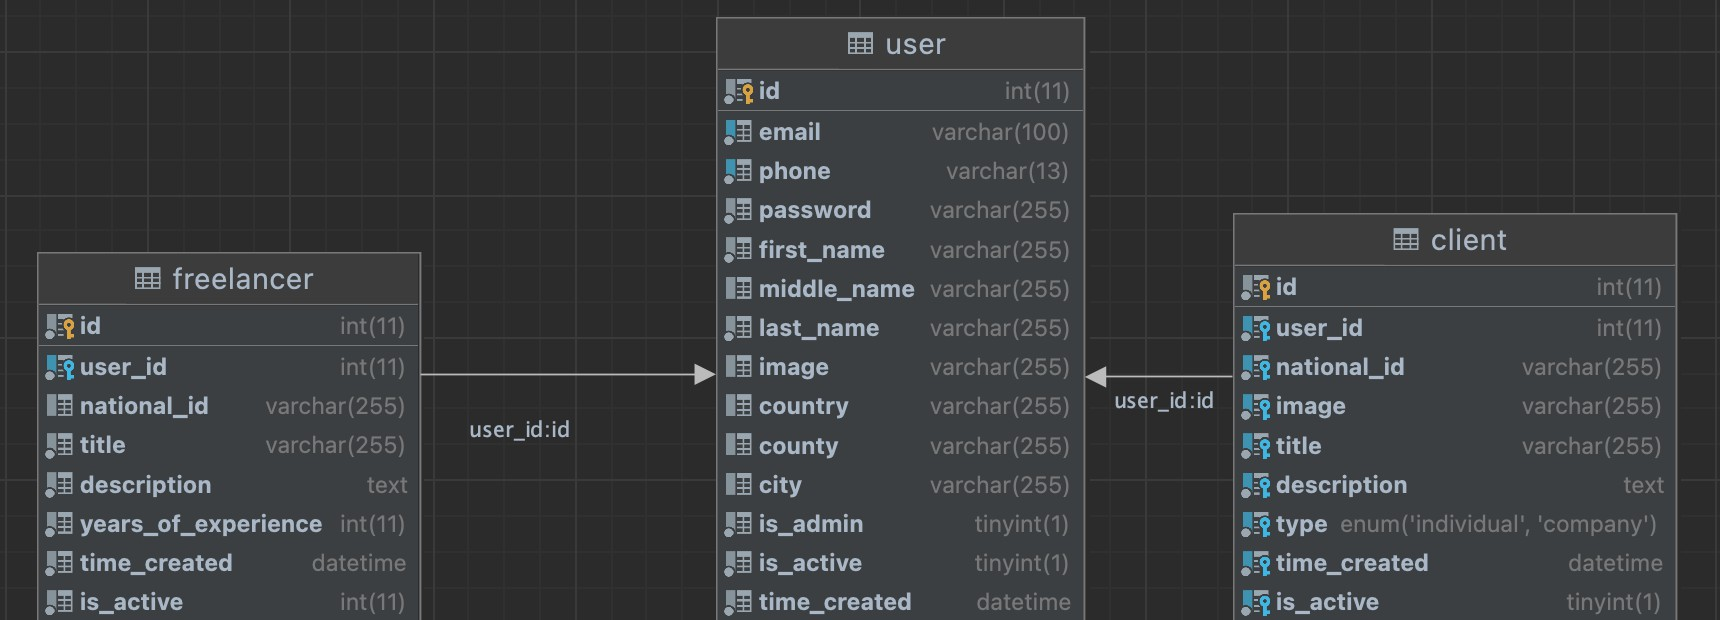 user
id int(11)
email varchar(100)
phone varchar(13)
password varchar(255)
first_name varchar(255)
middle_name varchar(255)
last_name varchar(255)
image varchar(255)
country varchar(255)
county varchar(255)
city varchar(255)
is_admin tinyint(1)
is_active tinyint(1)
time_created datetime
freelancer
id int(11)
user_id int(11)
national_id varchar(255)
title varchar(255)
description text
years_of_experience int(11)
time_created datetime
is_active int(11)
user_id:id
user_id:id
client
id int(11)
user_id int(11)
national_id varchar(255)
image varchar(255)
title varchar(255)
description text
type enum('individual', 'company')
time_created datetime
is_active tinyint(1)